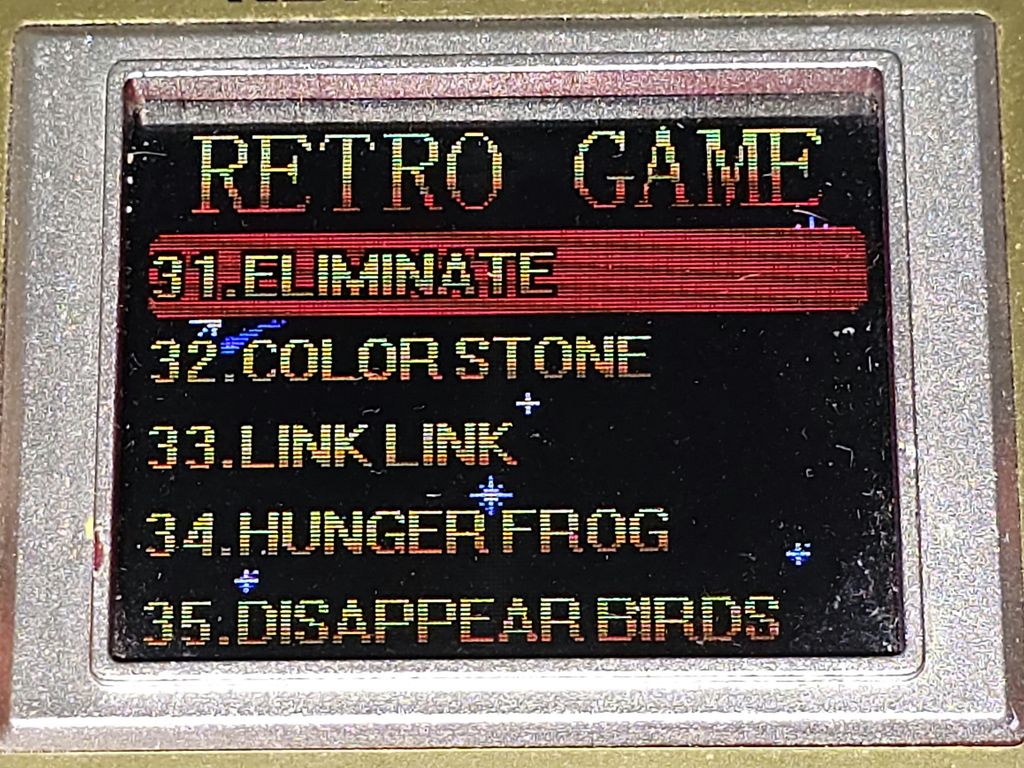 RETRO GAME
31.ELIMINATE
32.COLOR STONE
33.LINK LINK
34.HUNGER FROG
35.DISAPPEAR BIRDS